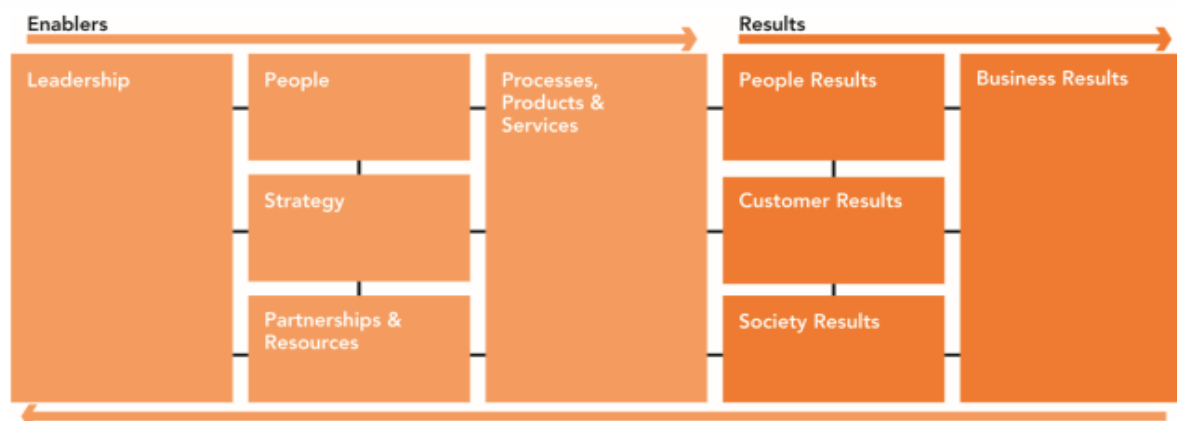 Enablers
Results
Leadership
People
Processes,
Products &
Services
People Results
Business Results
Strategy
Customer Results
Partnerships &
Resources
Society Results